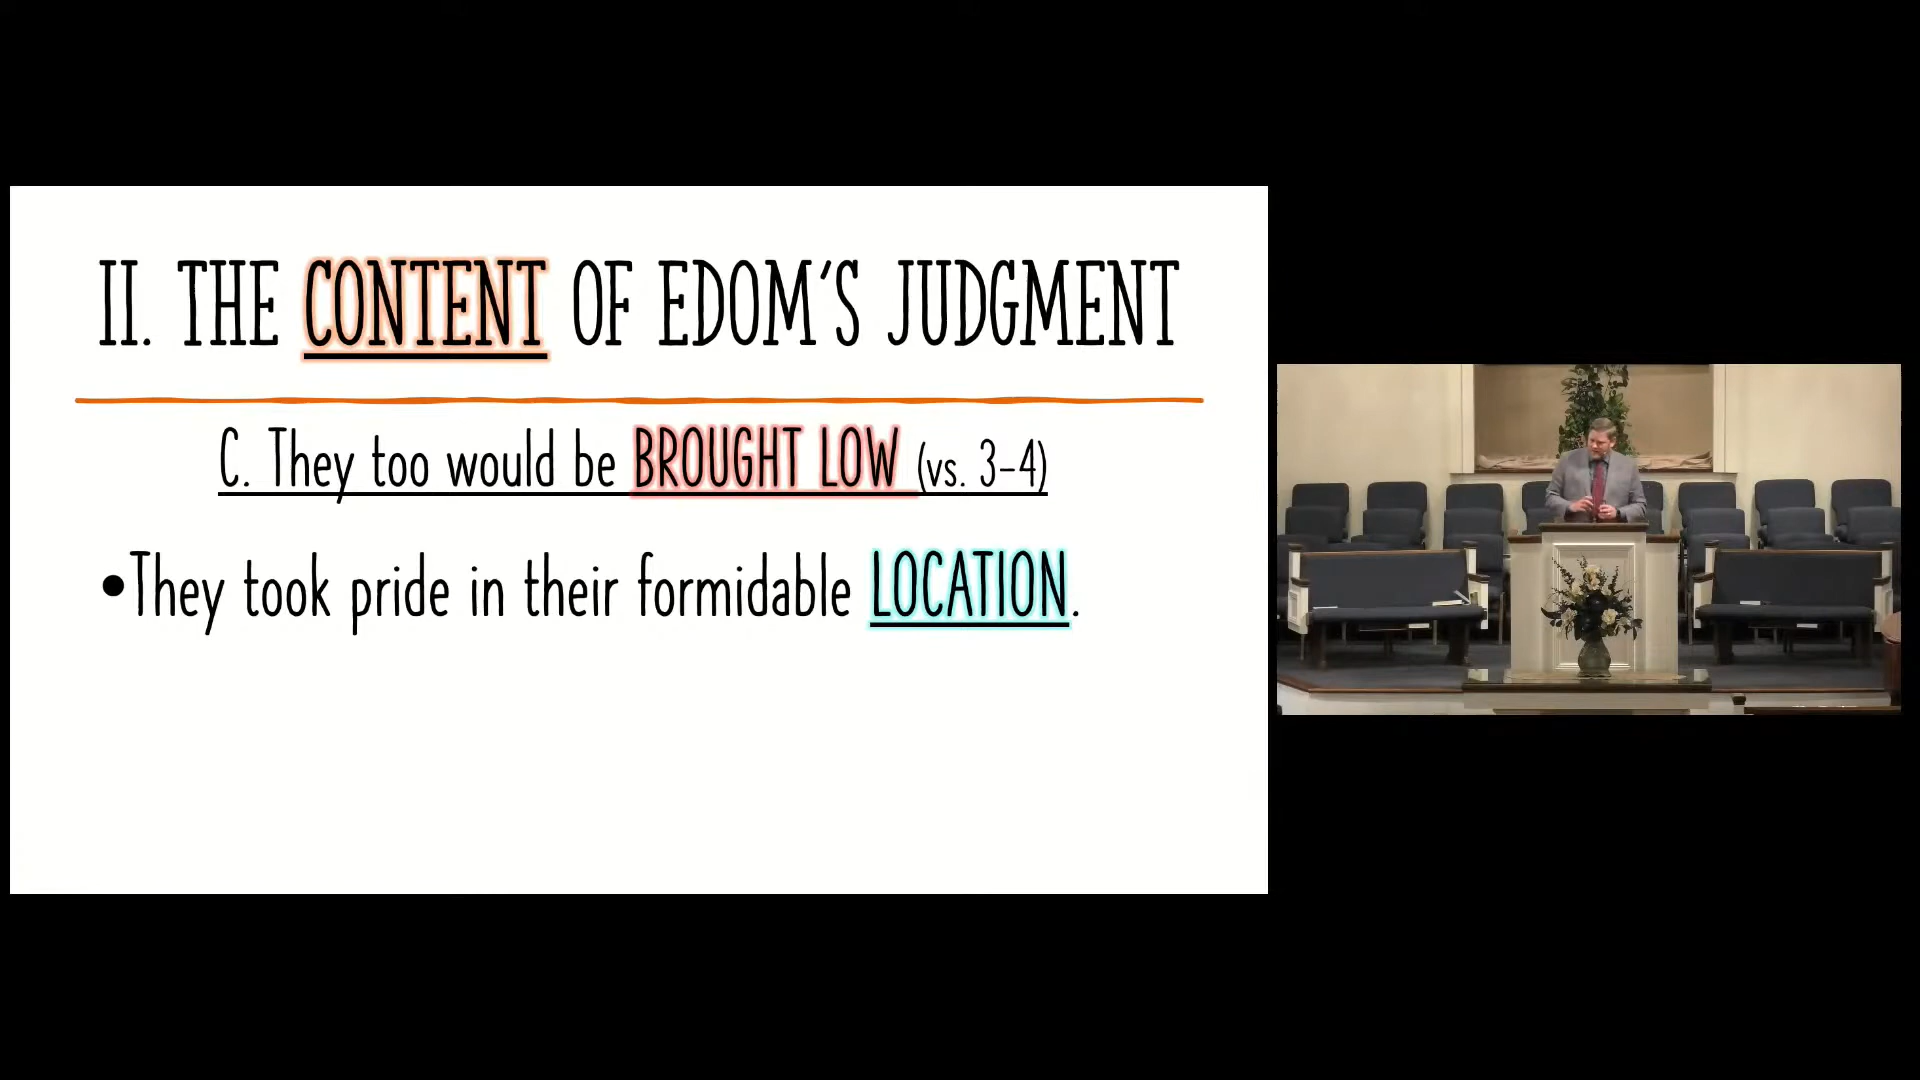 II. THE CONTENT OF EDOM'S JUDGMENT
C. They too would be BROUGHT LOW (vs. 3-4)
•They took pride in their formidable LOCATION.